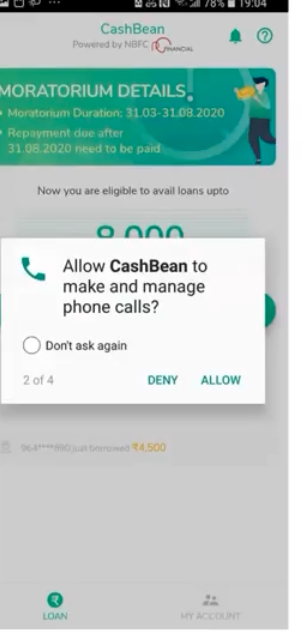 78% 19:04
CashBean
Powered by NBFC FINANCIAL
MORATORIUM DETAILS
• Moratorium Duration: 31.03-31.08.2020
• Repayment due after
31.08.2020 need to be paid
Now you are eligible to avail loans upto
8,000
Allow CashBean to
make and manage
phone calls?
Don't ask again
2 of 4 DENY ALLOW
964****890 just borrowed ₹4,500
LOAN MY ACCOUNT